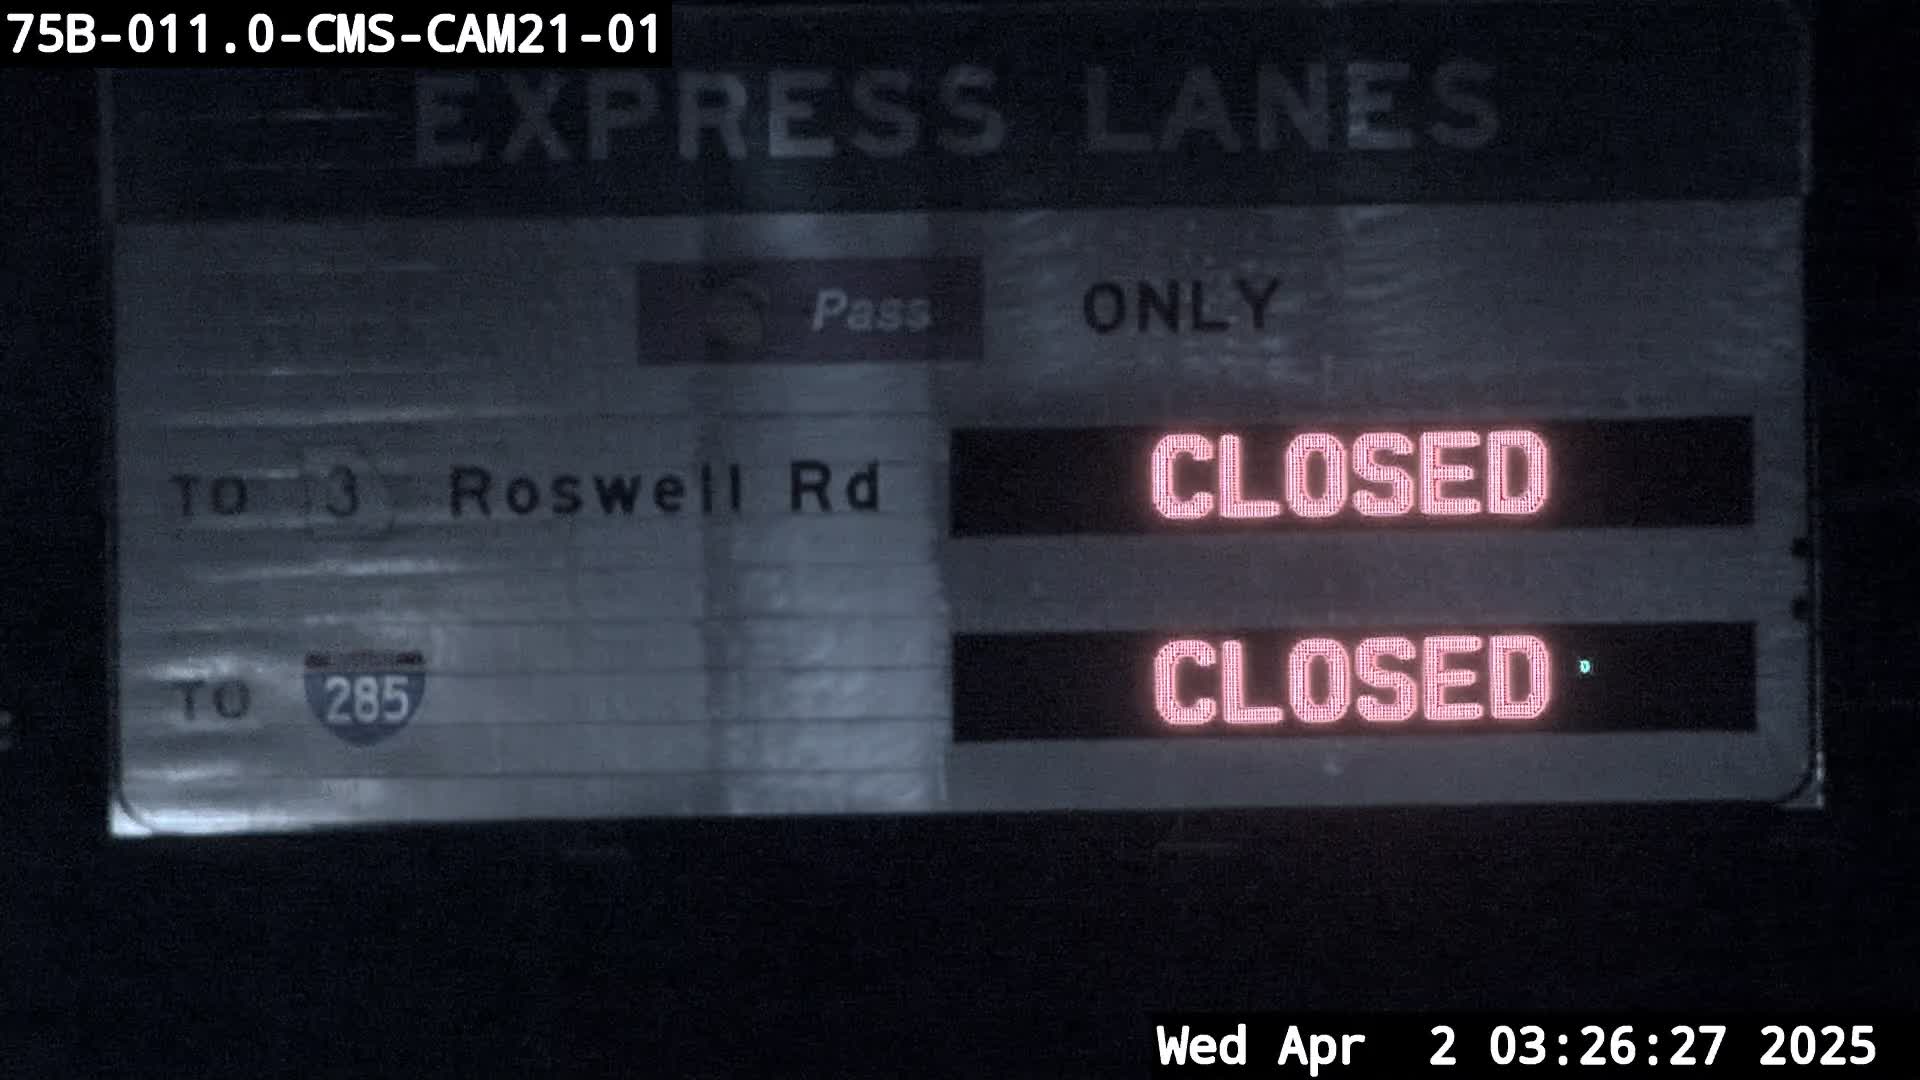 75B-011.0-CMS-CAM21-01
EXPRESS LANES
Pass ONLY
TO 3 Roswell Rd CLOSED
TO 285 CLOSED
Wed Apr 2 03:26:27 2025